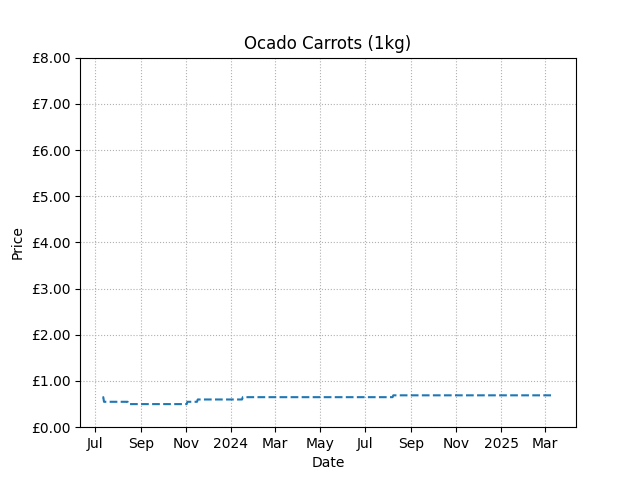 Ocado Carrots (1kg)
£8.00
£7.00
£6.00
£5.00
£4.00
£3.00
£2.00
£1.00
£0.00
Price
Jul Sep Nov 2024 Mar May Jul Sep Nov 2025 Mar
Date